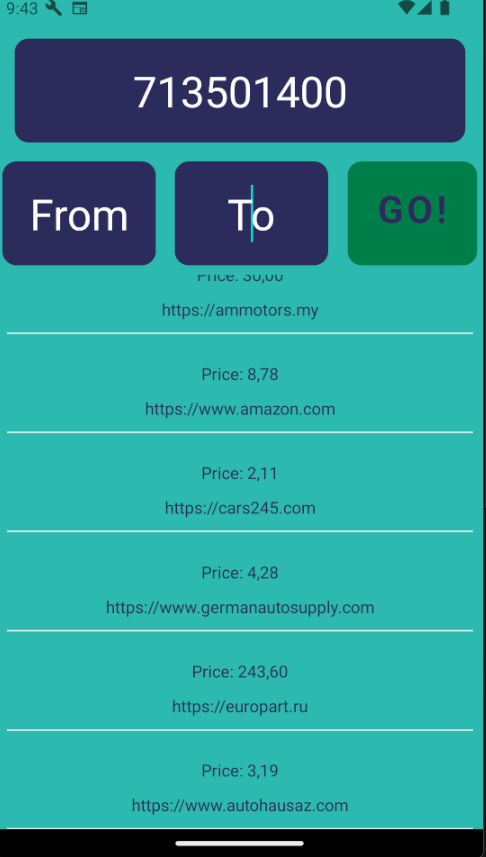 9:43
713501400
From
To
GO!
Price: 30,00
https://ammotors.my
Price: 8,78
https://www.amazon.com
Price: 2,11
https://cars245.com
Price: 4,28
https://www.germanautosupply.com
Price: 243,60
https://europart.ru
Price: 3,19
https://www.autohausaz.com